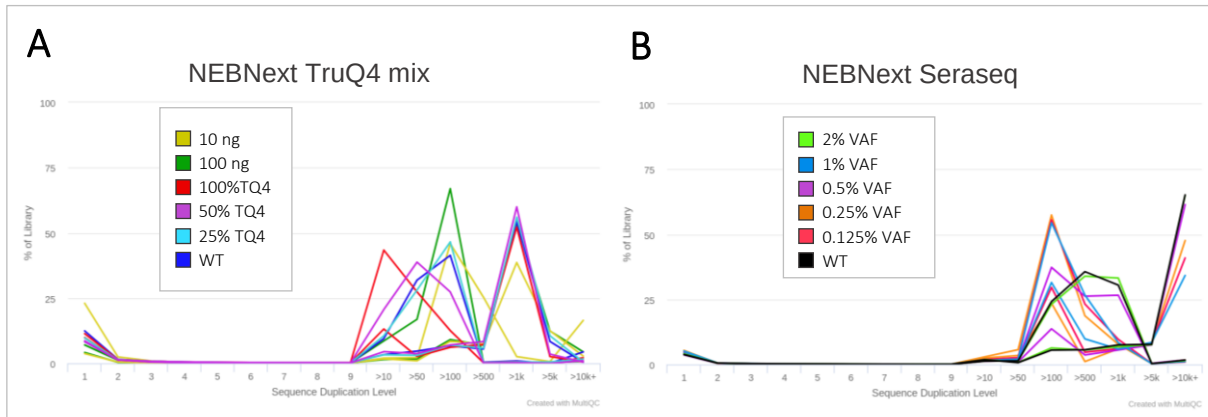 A
NEBNext TruQ4 mix
100
75
50
25
0
% of Library
10 ng
100 ng
100%TQ4
50% TQ4
25% TQ4
WT
1 2 3 4 5 6 7 8 9 >10 >50 >100 >500 >1k >5k >10k+
Sequence Duplication Level
Created with MultiQC
B
NEBNext Seraseq
100
75
50
25
0
% of Library
2% VAF
1% VAF
0.5% VAF
0.25% VAF
0.125% VAF
WT
1 2 3 4 5 6 7 8 9 >10 >50 >100 >500 >1k >5k >10k+
Sequence Duplication Level
Created with MultiQC